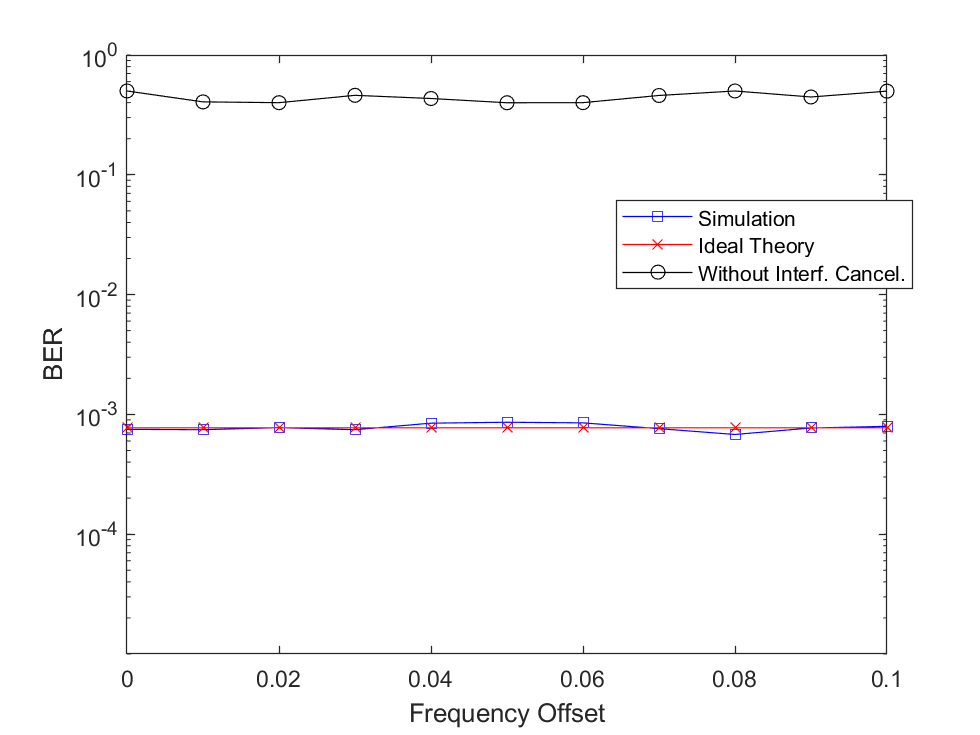 10^0
10^-1
10^-2
10^-3
10^-4
BER
Simulation
Ideal Theory
Without Interf. Cancel.
0 0.02 0.04 0.06 0.08 0.1
Frequency Offset